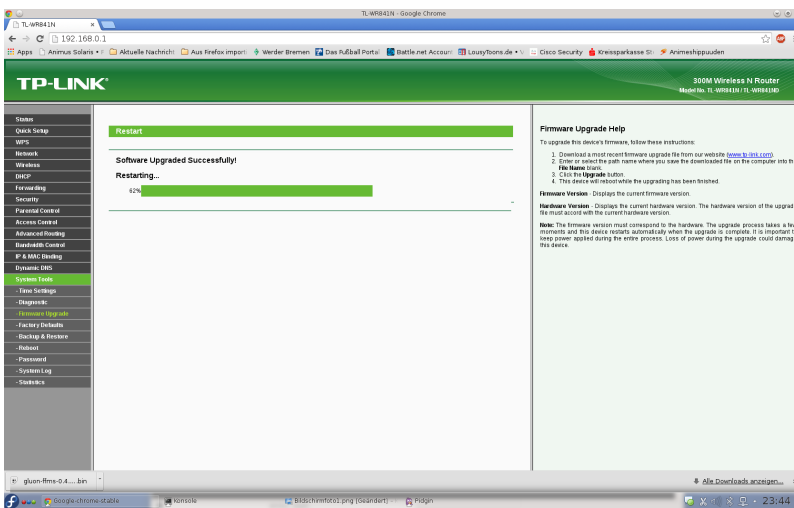 TL-WR841N - Google Chrome
TL-WR841N
192.168.0.1
Apps Animus Solaris • F Aktuelle Nachricht Aus Firefox import Werder Bremen Das Fußball Portal Battle.net Account LousyToons.de • V Cisco Security Kreissparkasse St Animeshippuuden
TP-LINK
300M Wireless N Router
Model No. TL-WR841N / TL-WR841ND
Status
Quick Setup
WPS
Network
Wireless
DHCP
Forwarding
Security
Parental Control
Access Control
Advanced Routing
Bandwidth Control
IP & MAC Binding
Dynamic DNS
System Tools
- Time Settings
- Diagnostic
- Firmware Upgrade
- Factory Defaults
- Backup & Restore
- Reboot
- Password
- System Log
- Statistics
Restart
Software Upgraded Successfully!
Restarting...
62%
Firmware Upgrade Help
To upgrade this device's firmware, follow these instructions:
1. Download a most recent firmware upgrade file from our website (www.tp-link.com).
2. Enter or select the path name where you save the downloaded file on the computer into th
File Name blank.
3. Click the Upgrade button.
4. This device will reboot while the upgrading has been finished.
Firmware Version - Displays the current firmware version.
Hardware Version - Displays the current hardware version. The hardware version of the upgrad
file must accord with the current hardware version.
Note: The firmware version must correspond to the hardware. The upgrade process takes a few
moments and this device restarts automatically when the upgrade is complete. It is important t
keep power applied during the entire process. Loss of power during the upgrade could damag
this device.
gluon-ffms-0.4....bin
Alle Downloads anzeigen...
Google-chrome-stable
Konsole
Bildschirmfoto1.png [Geändert]
Pidgin
23:44